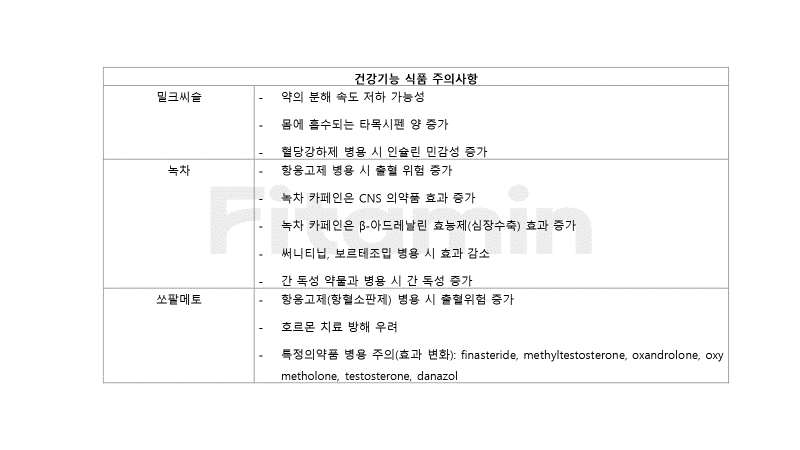 건강기능 식품 주의사항
밀크씨슬
- 약의 분해 속도 저하 가능성
- 몸에 흡수되는 타목시펜 양 증가
- 혈당강하제 병용 시 인슐린 민감성 증가
녹차
- 항응고제 병용 시 출혈 위험 증가
- 녹차 카페인은 CNS 의약품 효과 증가
- 녹차 카페인은 β-아드레날린 효능제(심장수축) 효과 증가
- 써니티닙, 보르테조밉 병용 시 효과 감소
- 간 독성 약물과 병용 시 간 독성 증가
쏘팔메토
- 항응고제(항혈소판제) 병용 시 출혈위험 증가
- 호르몬 치료 방해 우려
- 특정의약품 병용 주의(효과 변화): finasteride, methyltestosterone, oxandrolone, oxy
metholone, testosterone, danazol
Fitamin